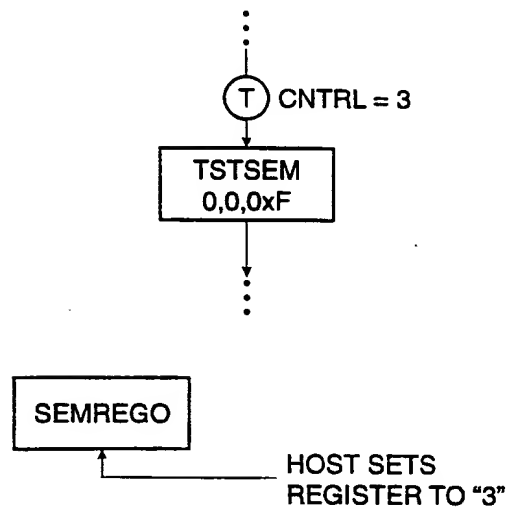 T CNTRL = 3
TSTSEM
0,0,0xF
SEMREGO
HOST SETS
REGISTER TO "3"